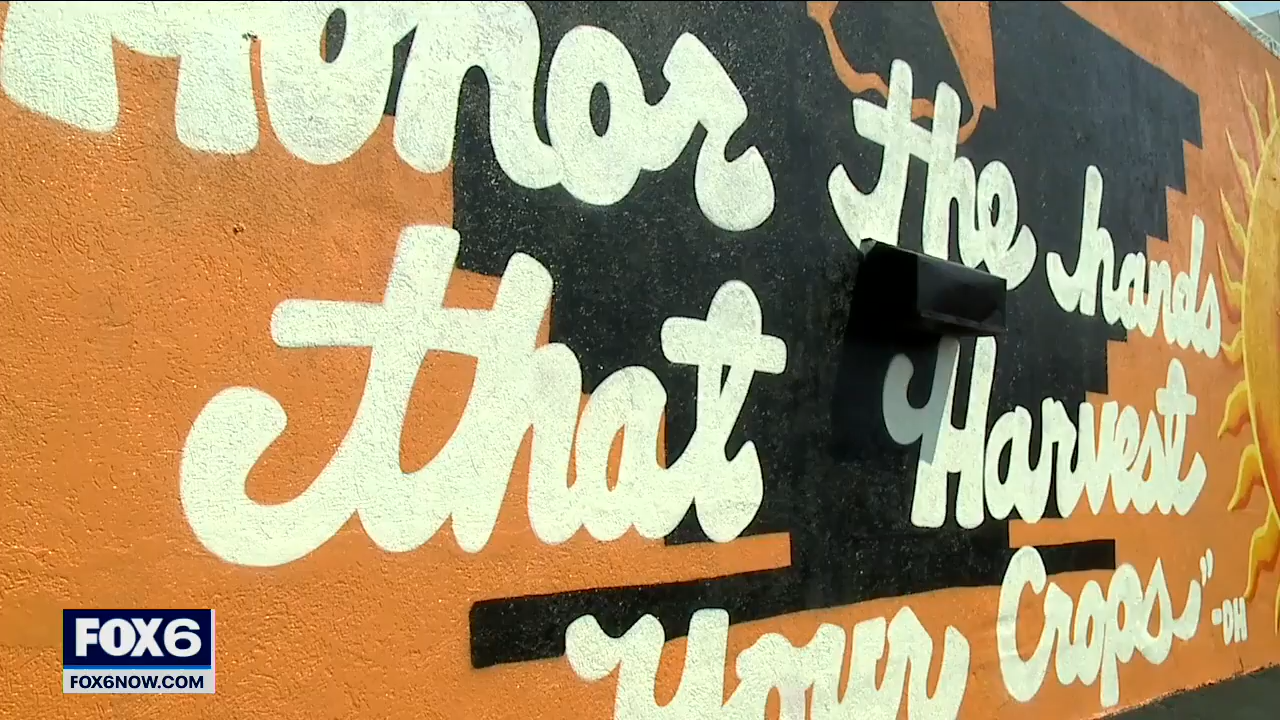 Honor the hands
that Harvest
your Crops" -DH
FOX6
FOX6NOW.COM